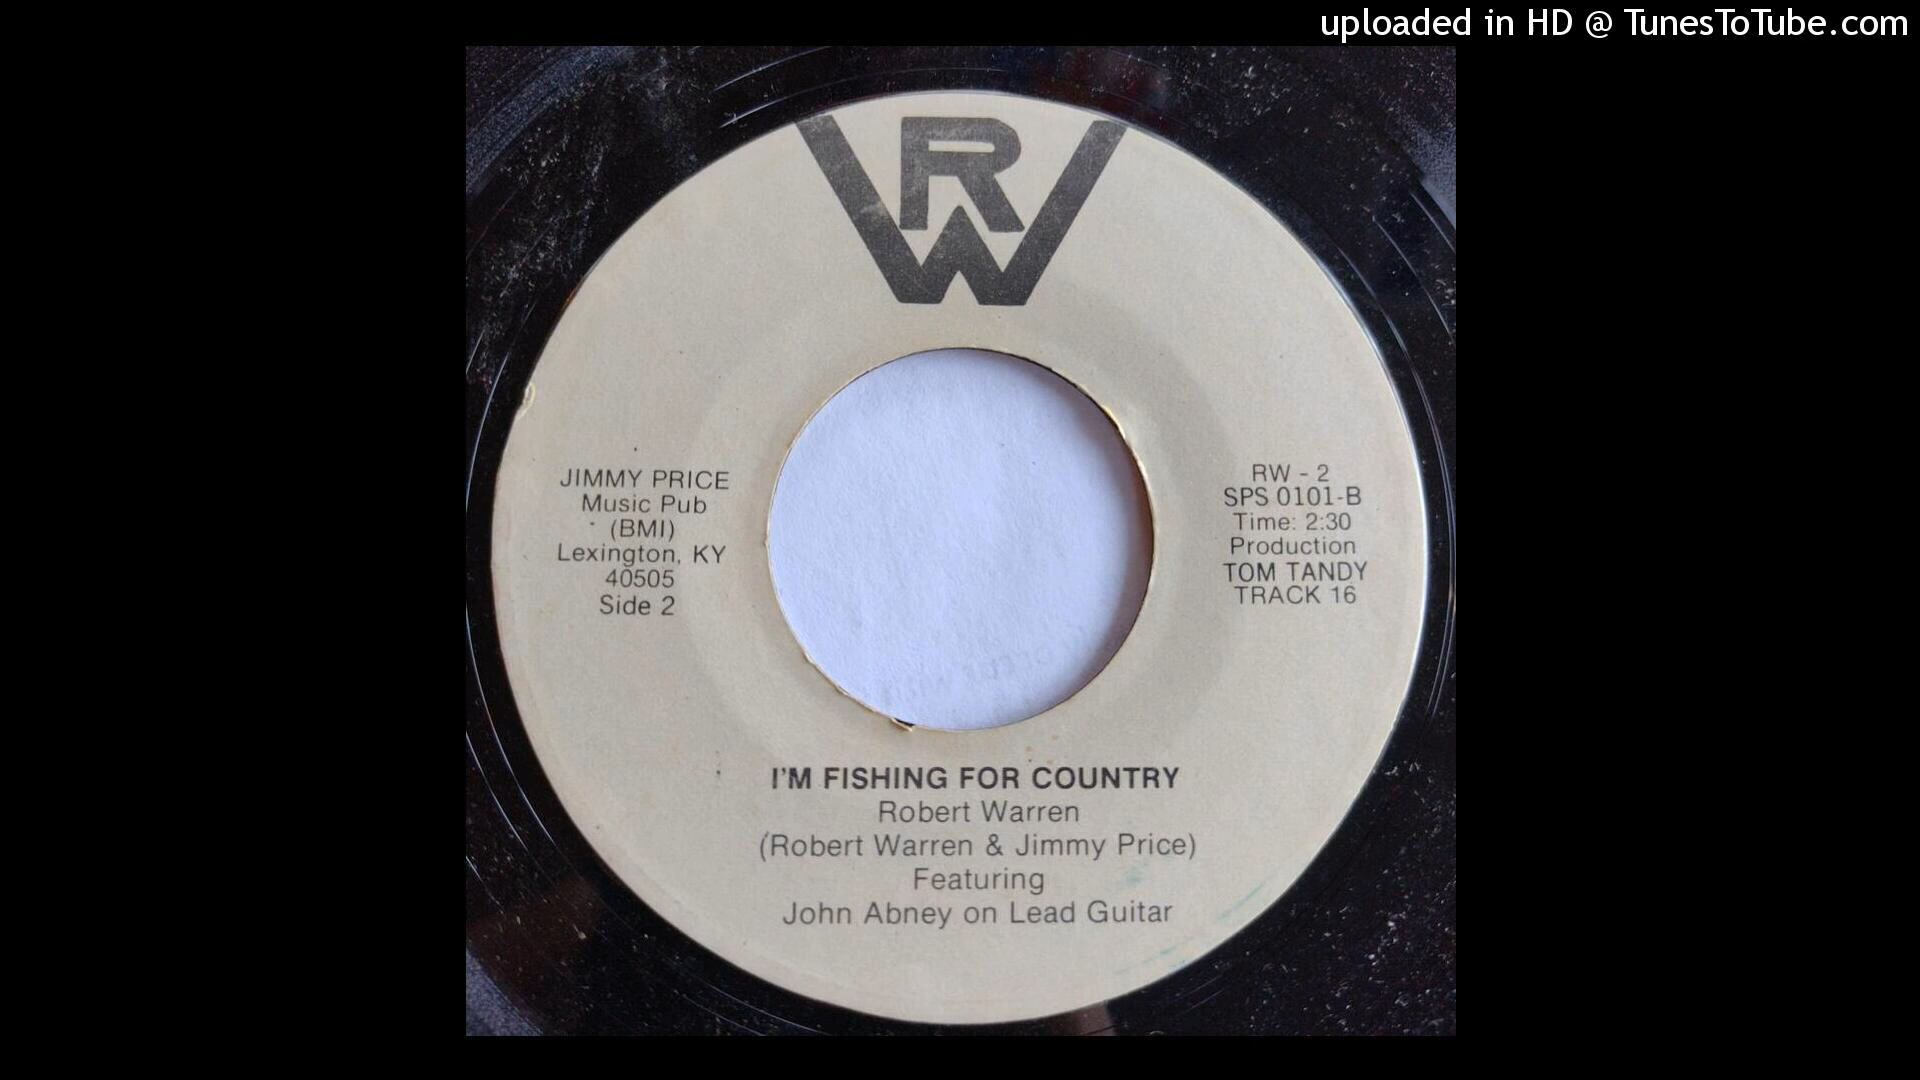 uploaded in HD @ TunesToTube.com
RW
JIMMY PRICE
Music Pub
(BMI)
Lexington, KY
40505
Side 2
RW - 2
SPS 0101-B
Time: 2:30
Production
TOM TANDY
TRACK 16
I'M FISHING FOR COUNTRY
Robert Warren
(Robert Warren & Jimmy Price)
Featuring
John Abney on Lead Guitar